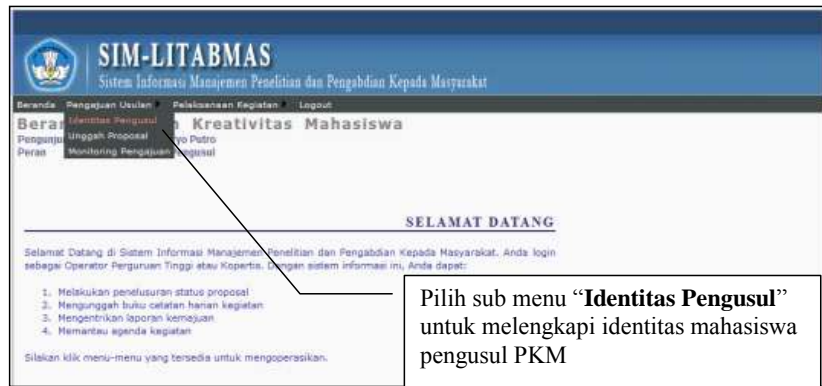 SIM-LITABMAS
Sistem Informasi Manajemen Penelitian dan Pengabdian Kepada Masyarakat
Beranda Pengajuan Usulan Pelaksanaan Kegiatan Logout
Identitas Pengusul
Unggah Proposal
Monitoring Pengajuan
Kreativitas Mahasiswa
Putro
Peran Pengusul
SELAMAT DATANG
Selamat Datang di Sistem Informasi Manajemen Penelitian dan Pengabdian Kepada Masyarakat. Anda login
sebagai Operator Perguruan Tinggi atau Kopertis. Dengan sistem informasi ini, Anda dapat:
1. Melakukan penelusuran status proposal
2. Mengunggah buku catatan harian kegiatan
3. Mengentrikan laporan kemajuan
4. Memantau agenda kegiatan
Silakan klik menu-menu yang tersedia untuk mengoperasikan.
Pilih sub menu “Identitas Pengusul”
untuk melengkapi identitas mahasiswa
pengusul PKM